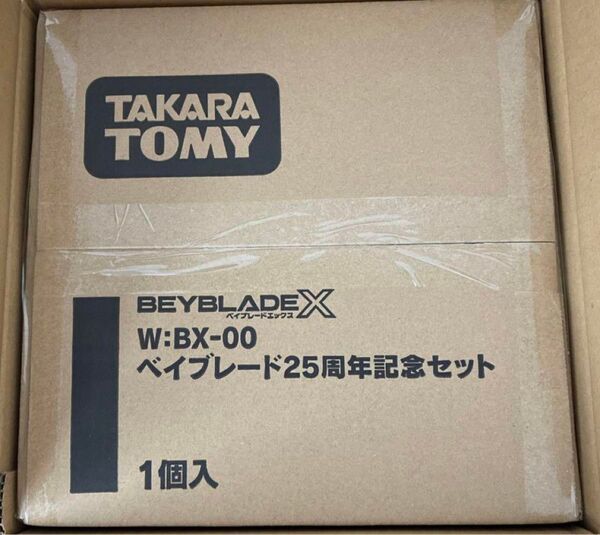 TAKARA
TOMY
BEYBLADE X
ベイブレードエックス
W:BX-00
ベイブレード25周年記念セット
1個入